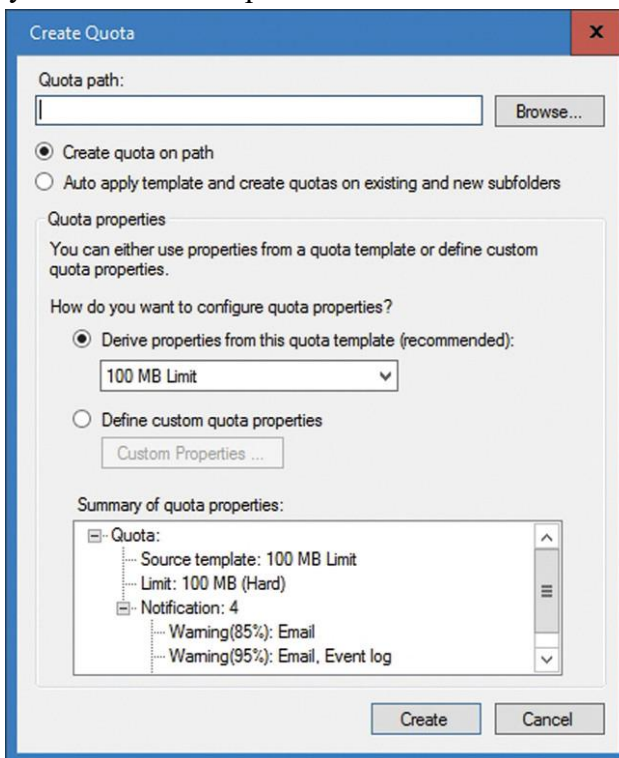 Create Quota
Quota path:
Browse...
Create quota on path
Auto apply template and create quotas on existing and new subfolders
Quota properties
You can either use properties from a quota template or define custom
quota properties.
How do you want to configure quota properties?
Derive properties from this quota template (recommended):
100 MB Limit
Define custom quota properties
Custom Properties ...
Summary of quota properties:
Quota:
Source template: 100 MB Limit
Limit: 100 MB (Hard)
Notification: 4
Warning(85%): Email
Warning(95%): Email, Event log
Create Cancel